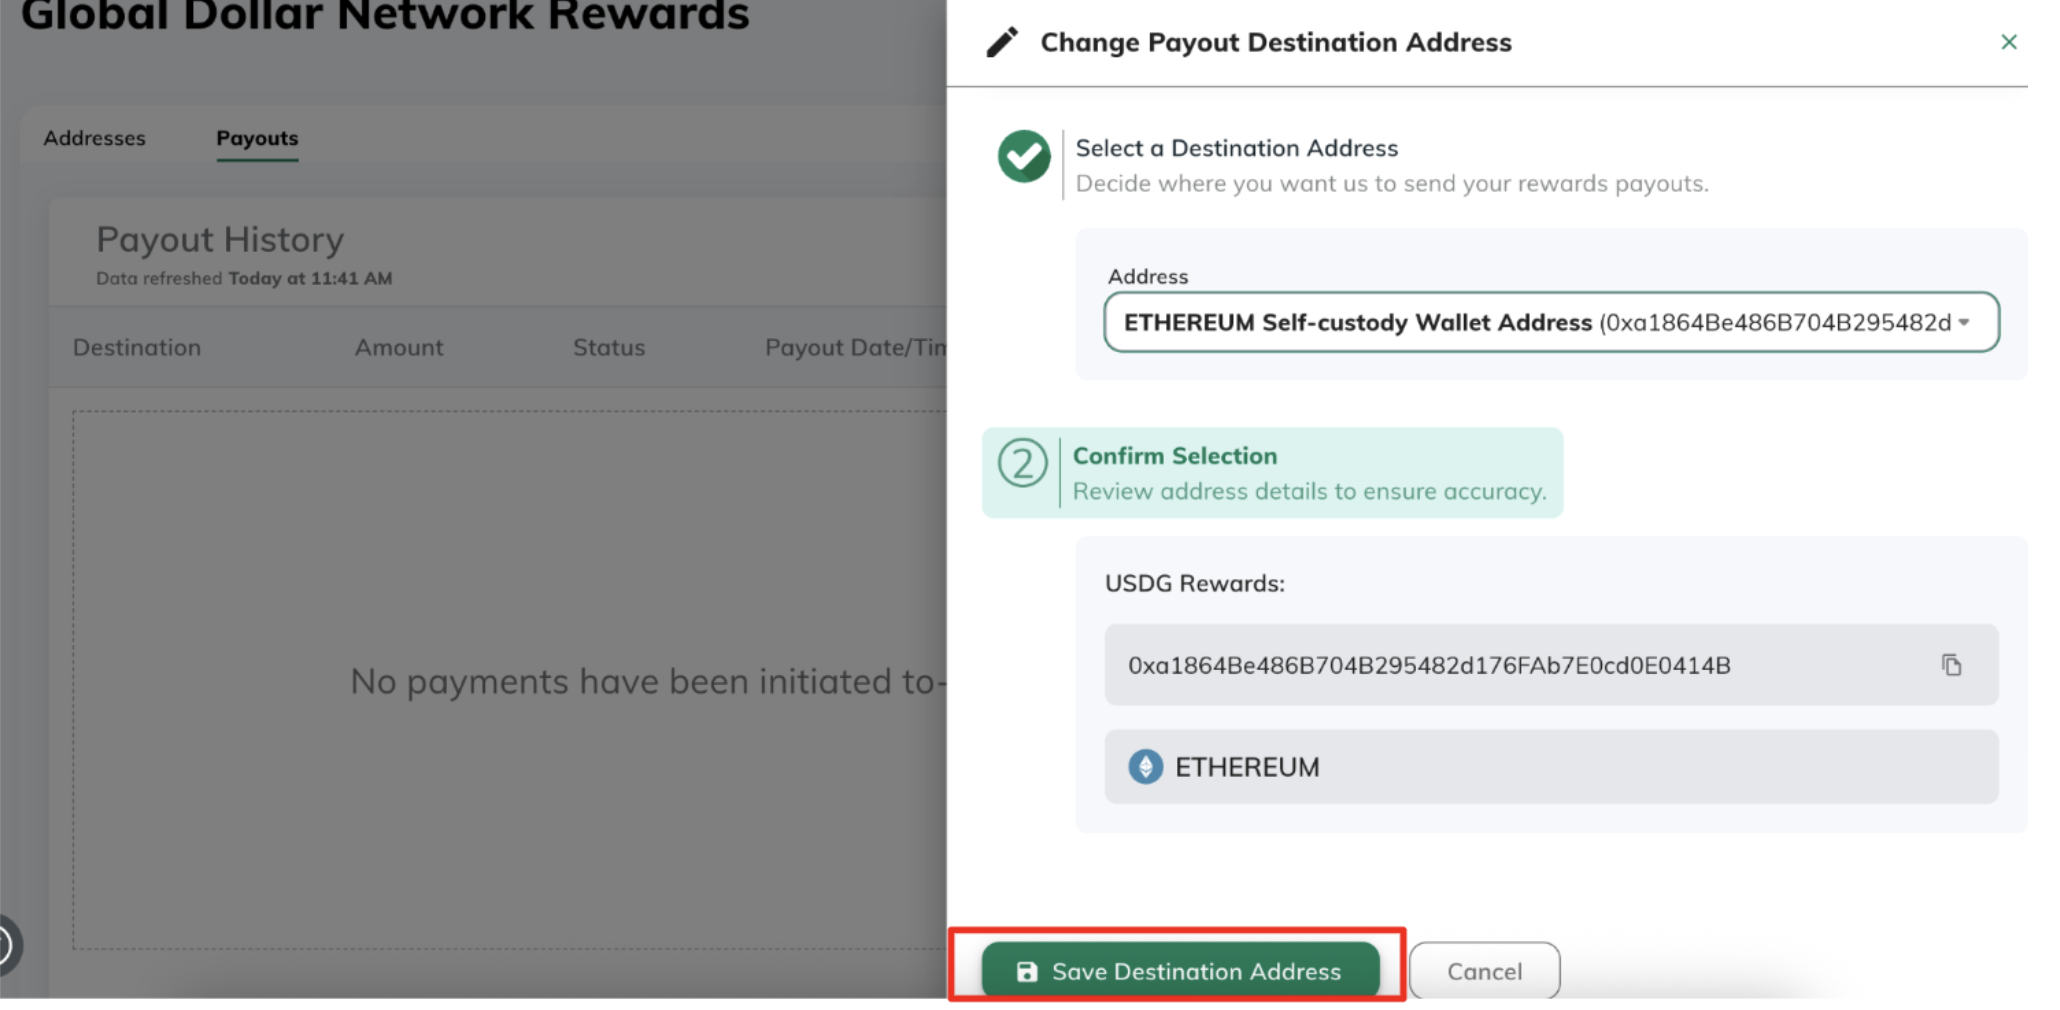 Global Dollar Network Rewards
Addresses
Payouts
Payout History
Data refreshed Today at 11:41 AM
Destination
Amount
Status
Payout Date/Tim
No payments have been initiated to-
Change Payout Destination Address
Select a Destination Address
Decide where you want us to send your rewards payouts.
Address
ETHEREUM Self-custody Wallet Address (0xa1864Be486B704B295482d
2
Confirm Selection
Review address details to ensure accuracy.
USDG Rewards:
0xa1864Be486B704B295482d176FAb7E0cd0E0414B
ETHEREUM
Save Destination Address
Cancel